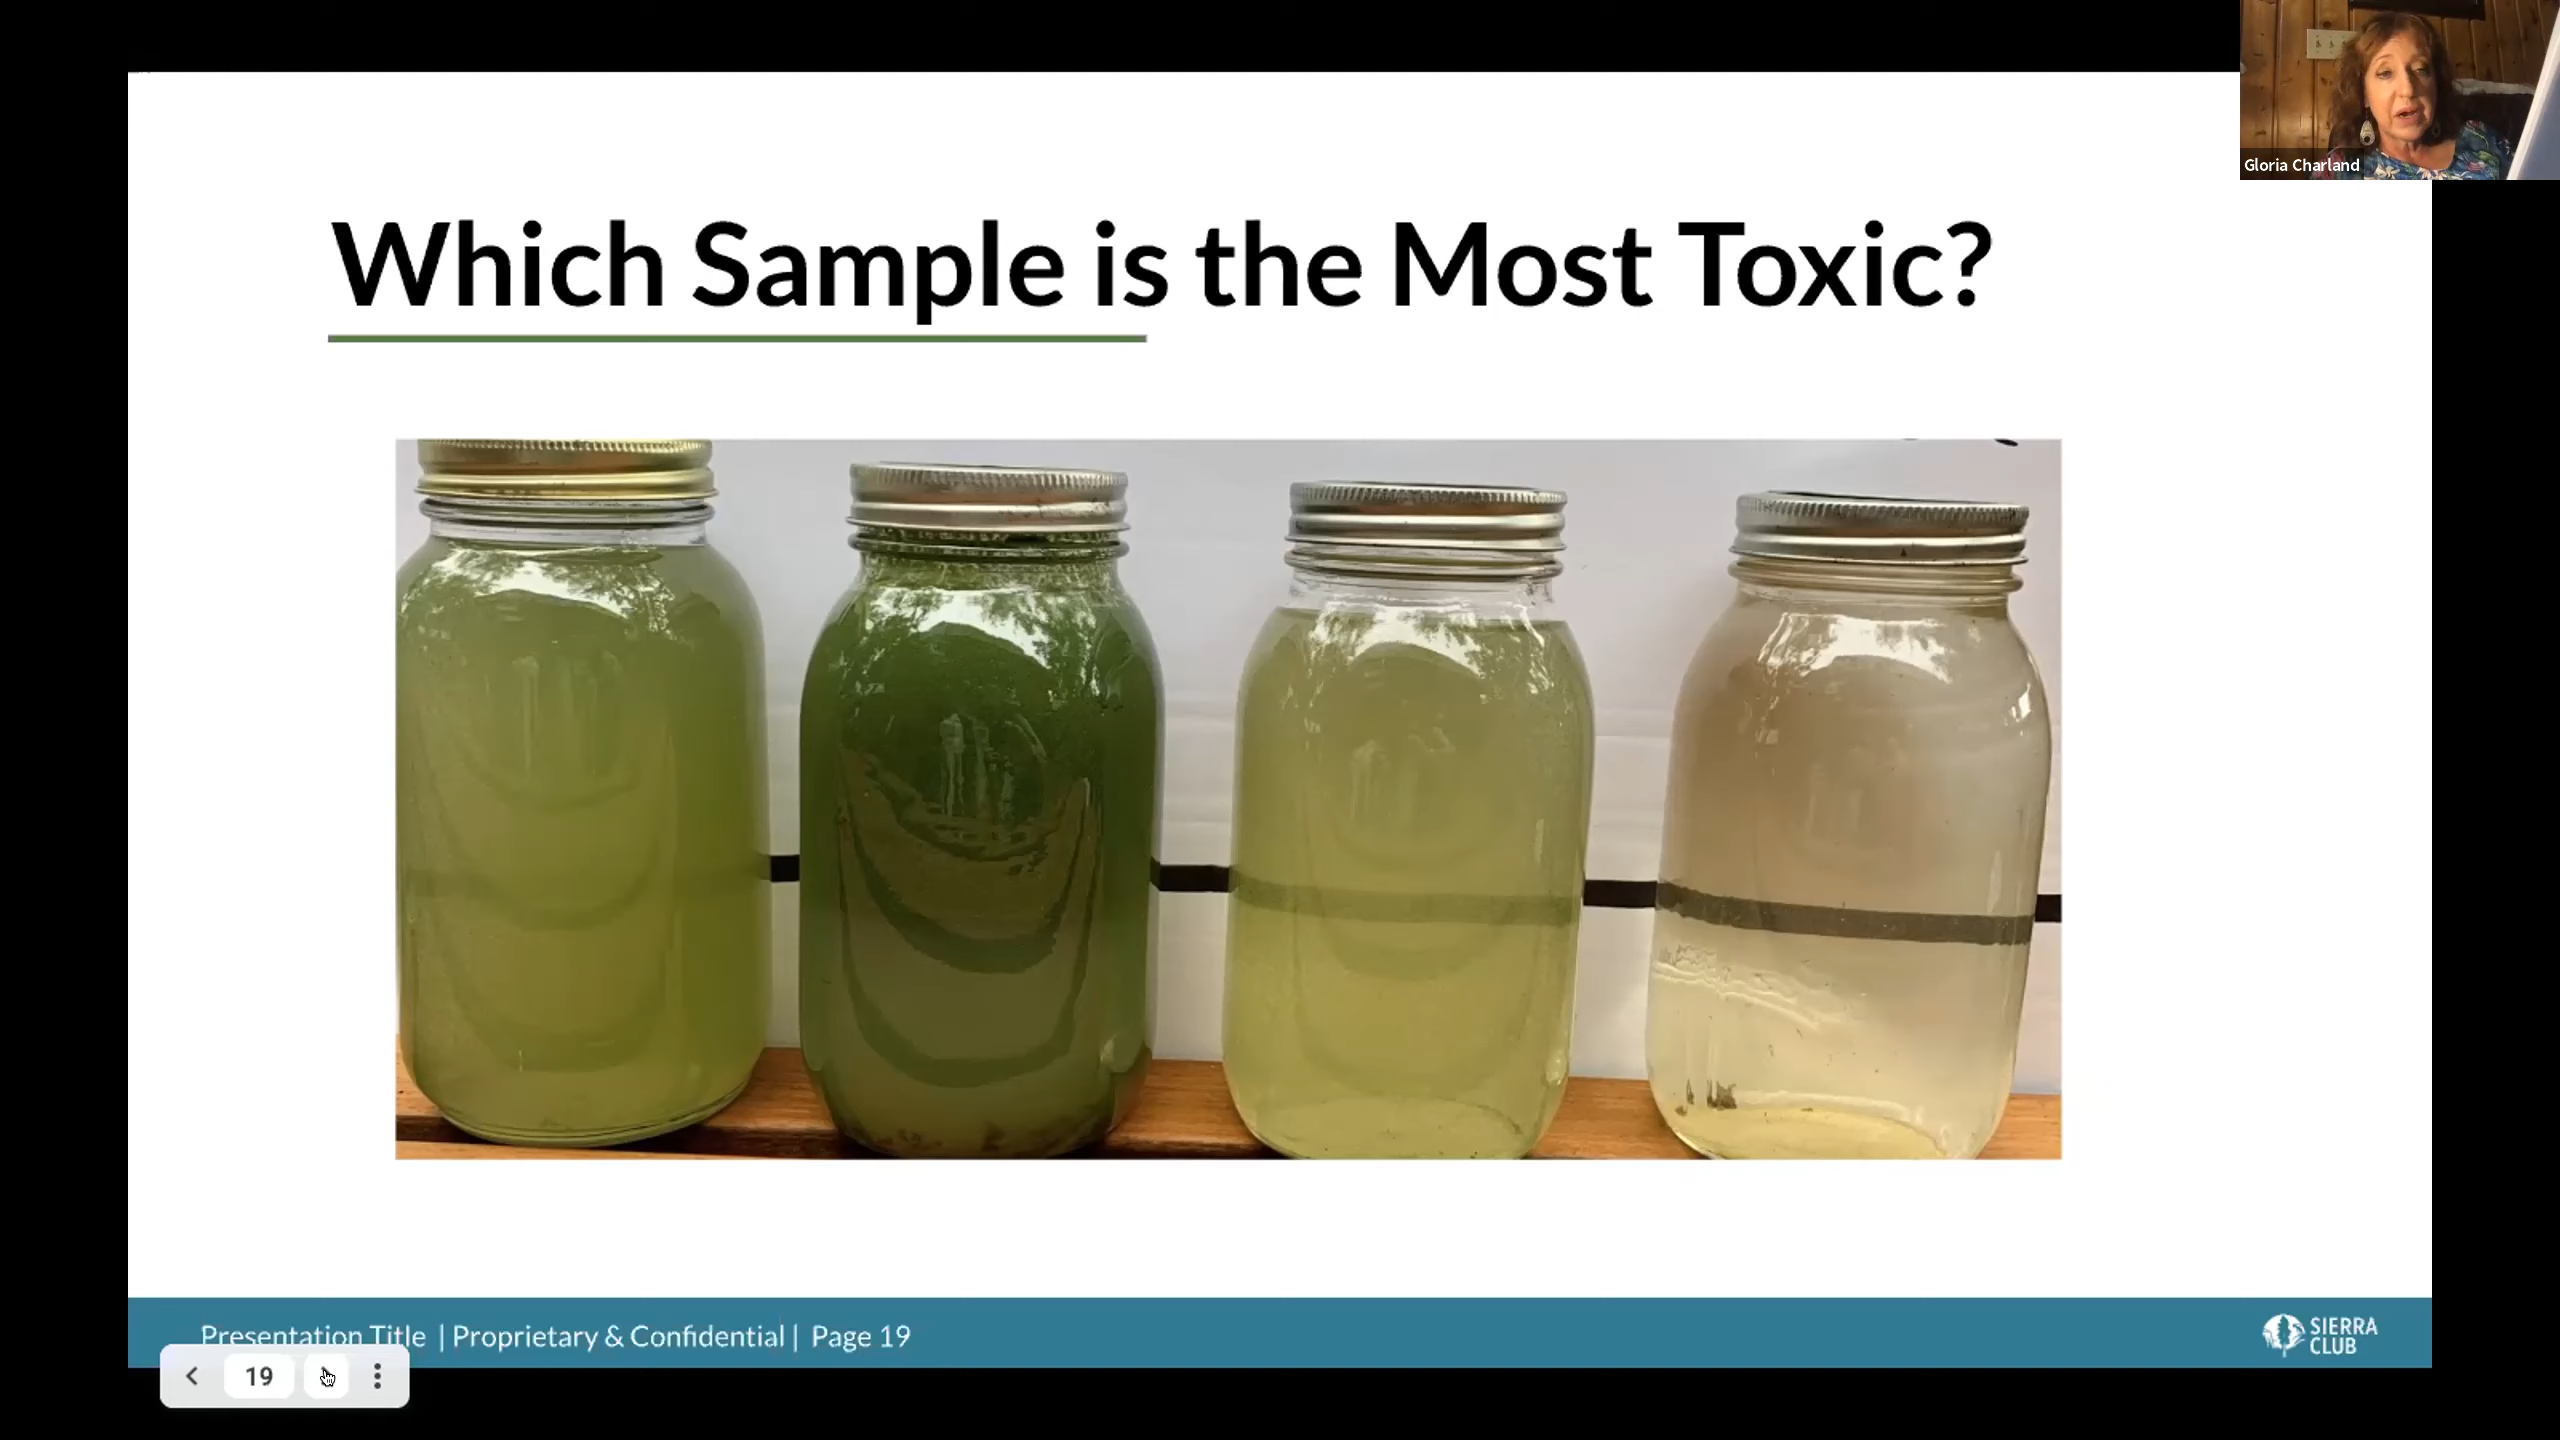 Gloria Charland
Which Sample is the Most Toxic?
Presentation Title | Proprietary & Confidential | Page 19
SIERRA
CLUB
19